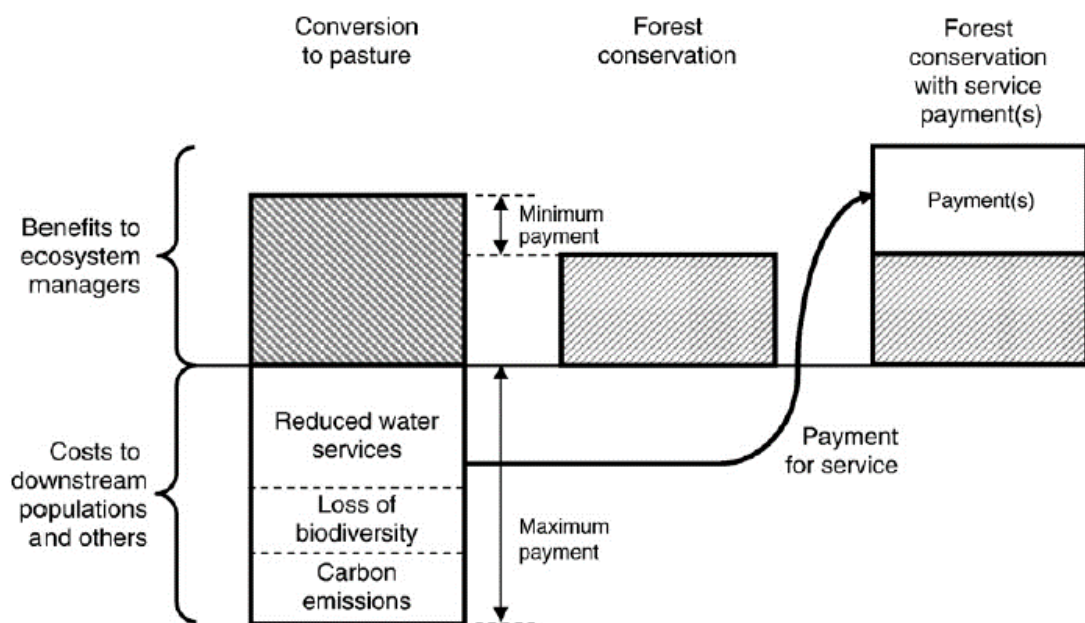 Conversion
to pasture
Forest
conservation
Forest
conservation
with service
payment(s)
Benefits to
ecosystem
managers
Minimum
payment
Payment(s)
Costs to
downstream
populations
and others
Reduced water
services
Loss of
biodiversity
Carbon
emissions
Maximum
payment
Payment
for service